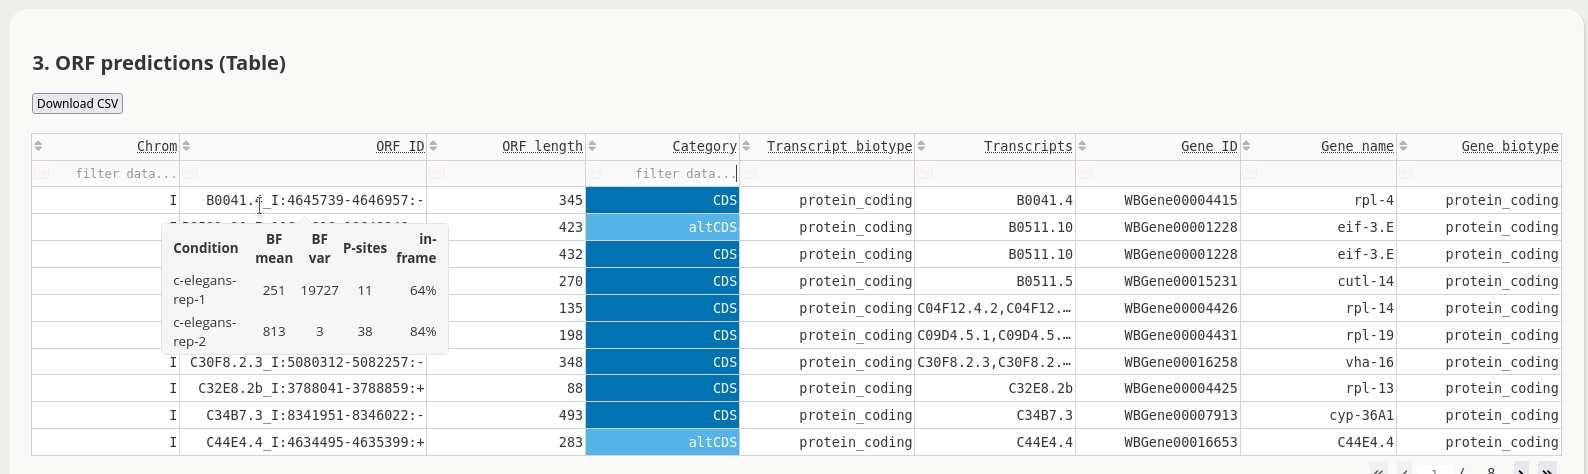 3. ORF predictions (Table)
Download CSV
Chrom ORF ID ORF length Category Transcript biotype Transcripts Gene ID Gene name Gene biotype
filter data... filter data...
I B0041.4_I:4645739-4646957:- 345 CDS protein_coding B0041.4 WBGene00004415 rpl-4 protein_coding
423 altCDS protein_coding B0511.10 WBGene00001228 eif-3.E protein_coding
432 CDS protein_coding B0511.10 WBGene00001228 eif-3.E protein_coding
270 CDS protein_coding B0511.5 WBGene00015231 cutl-14 protein_coding
135 CDS protein_coding C04F12.4.2,C04F12.… WBGene00004426 rpl-14 protein_coding
198 CDS protein_coding C09D4.5.1,C09D4.5.… WBGene00004431 rpl-19 protein_coding
I C30F8.2.3_I:5080312-5082257:- 348 CDS protein_coding C30F8.2.3,C30F8.2.… WBGene00016258 vha-16 protein_coding
I C32E8.2b_I:3788041-3788859:+ 88 CDS protein_coding C32E8.2b WBGene00004425 rpl-13 protein_coding
I C34B7.3_I:8341951-8346022:- 493 CDS protein_coding C34B7.3 WBGene00007913 cyp-36A1 protein_coding
I C44E4.4_I:4634495-4635399:+ 283 altCDS protein_coding C44E4.4 WBGene00016653 C44E4.4 protein_coding
Condition BF mean BF var P-sites in-frame
c-elegans-rep-1 251 19727 11 64%
c-elegans-rep-2 813 3 38 84%
1 / 8